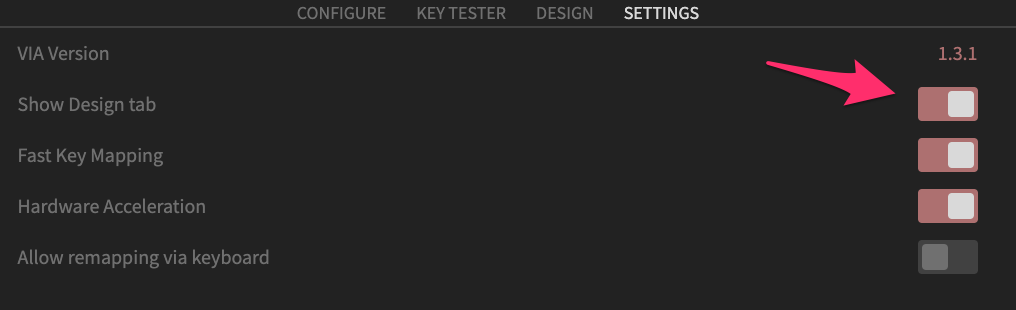 CONFIGURE KEY TESTER DESIGN SETTINGS
VIA Version 1.3.1
Show Design tab
Fast Key Mapping
Hardware Acceleration
Allow remapping via keyboard